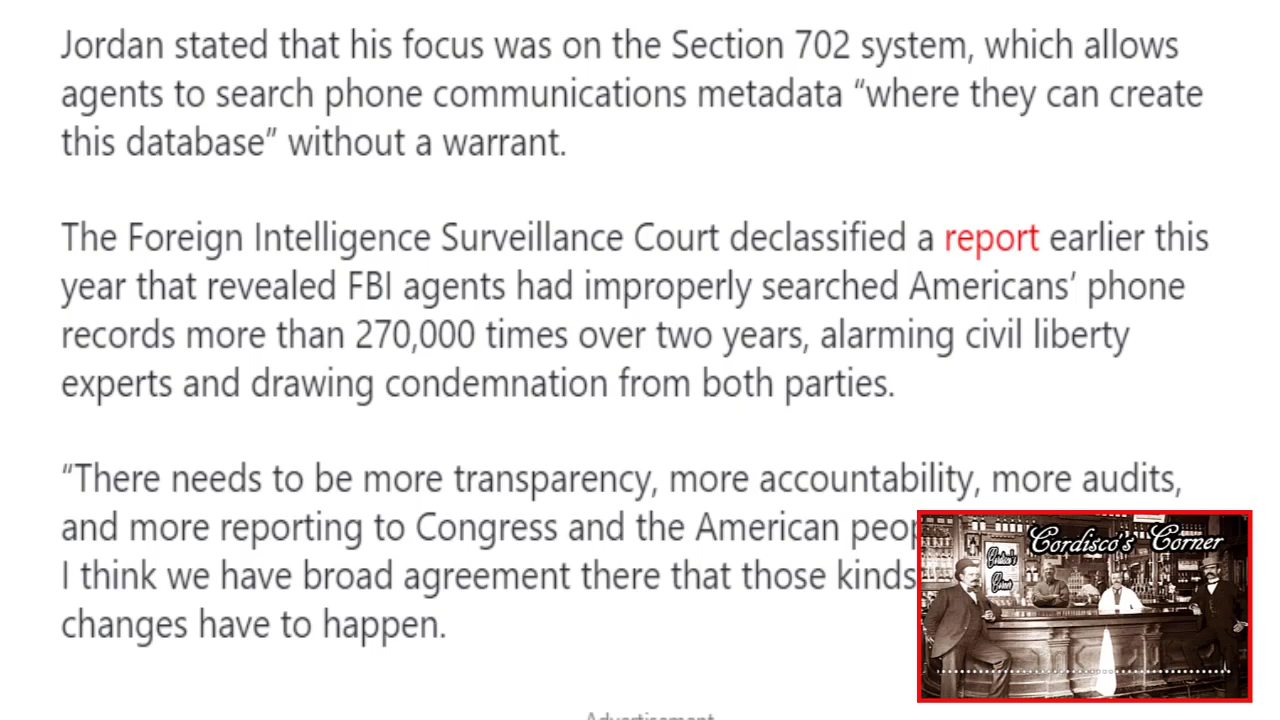 Jordan stated that his focus was on the Section 702 system, which allows
agents to search phone communications metadata “where they can create
this database” without a warrant.
The Foreign Intelligence Surveillance Court declassified a report earlier this
year that revealed FBI agents had improperly searched Americans’ phone
records more than 270,000 times over two years, alarming civil liberty
experts and drawing condemnation from both parties.
“There needs to be more transparency, more accountability, more audits,
and more reporting to Congress and the American
I think we have broad agreement there that those kinds
changes have to happen.
Cordisco's Corner
Advertisement